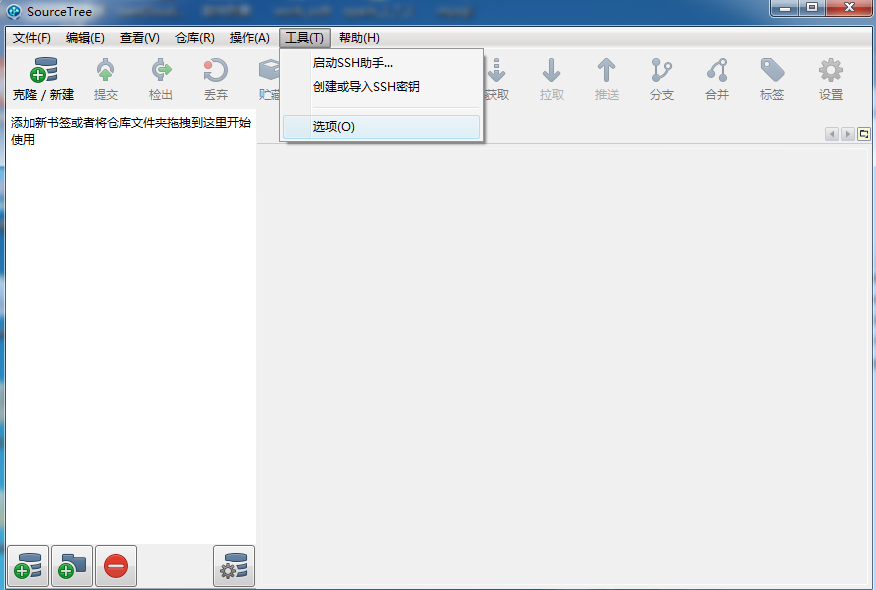 SourceTree
文件(F) 编辑(E) 查看(V) 仓库(R) 操作(A) 工具(T) 帮助(H)
启动SSH助手...
创建或导入SSH密钥
选项(O)
克隆 / 新建 提交 检出 丢弃 贮藏 获取 拉取 推送 分支 合并 标签 设置
添加新书签或者将仓库文件夹拖拽到这里开始
使用